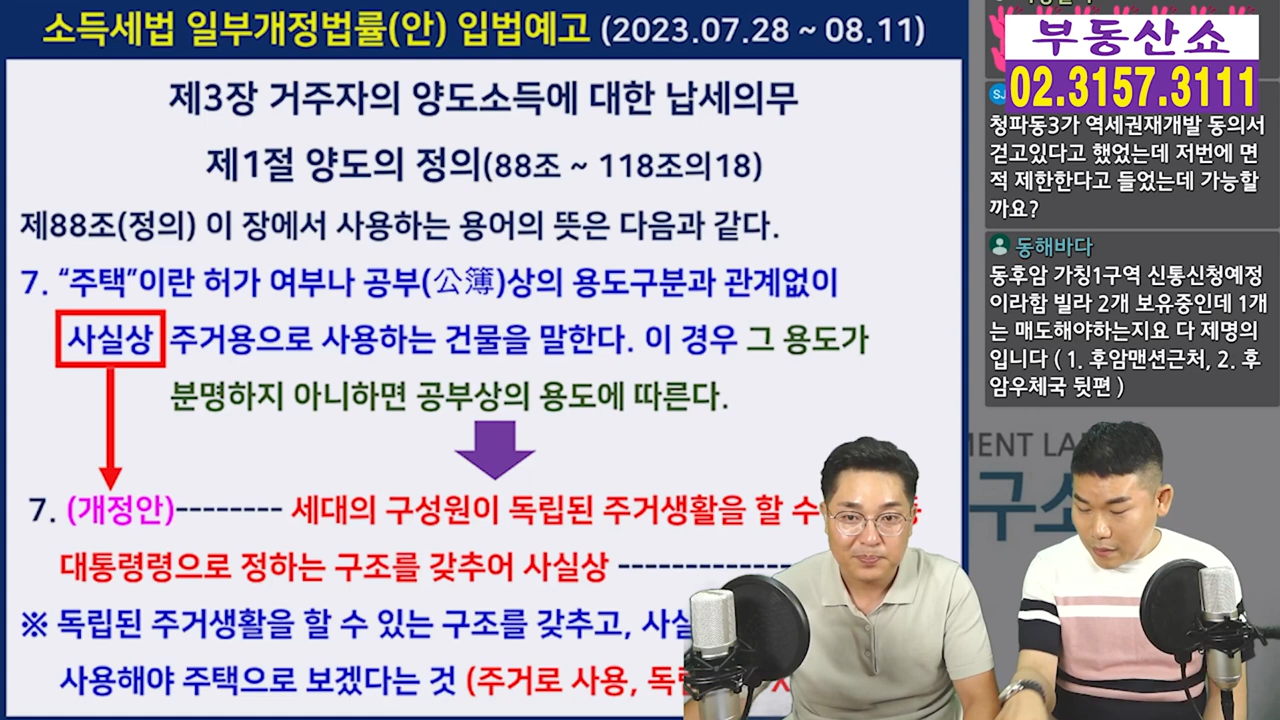 소득세법 일부개정법률(안) 입법예고 (2023.07.28 ~ 08.11)
제3장 거주자의 양도소득에 대한 납세의무
제1절 양도의 정의(88조 ~ 118조의18)
제88조(정의) 이 장에서 사용하는 용어의 뜻은 다음과 같다.
7. “주택”이란 허가 여부나 공부(公簿)상의 용도구분과 관계없이
사실상 주거용으로 사용하는 건물을 말한다. 이 경우 그 용도가
분명하지 아니하면 공부상의 용도에 따른다.
7. (개정안)-------- 세대의 구성원이 독립된 주거생활을 할 수
대통령령으로 정하는 구조를 갖추어 사실상 --------------
※ 독립된 주거생활을 할 수 있는 구조를 갖추고,
사용해야 주택으로 보겠다는 것 (주거로 사용,
부동산쇼
02.3157.3111
SJ
청파동3가 역세권재개발 동의서
걷고있다고 했었는데 저번에 면
적 제한한다고 들었는데 가능할
까요?
동해바다
동후암 가칭1구역 신통신청예정
이라함 빌라 2개 보유중인데 1개
는 매도해야하는지요 다 제명의
입니다 ( 1. 후암맨션근처, 2. 후
암우체국 뒷편 )
MENT LA
구소